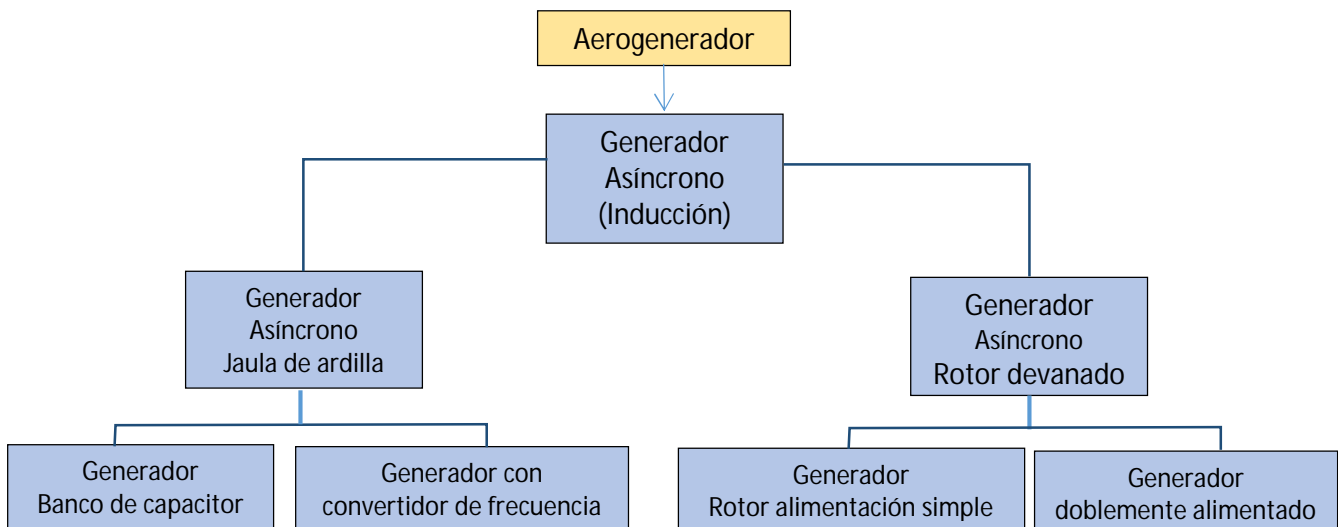 Aerogenerador
Generador
Asíncrono
(Inducción)
Generador
Asíncrono
Jaula de ardilla
Generador
Asíncrono
Rotor devanado
Generador
Banco de capacitor
Generador con
convertidor de frecuencia
Generador
Rotor alimentación simple
Generador
doblemente alimentado